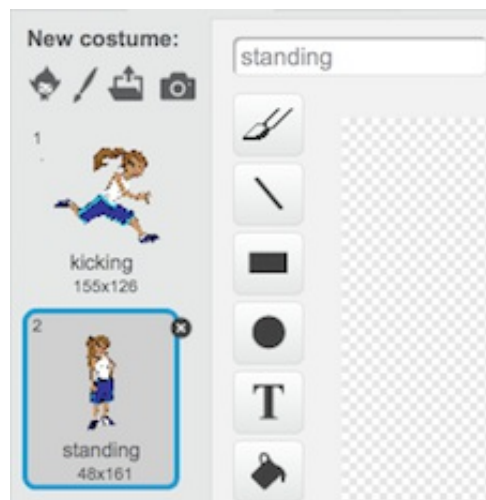 New costume:
standing
1
kicking
155x126
2
standing
48x161
T